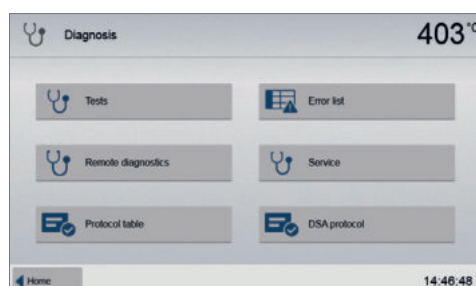 Diagnosis 403°C
Tests
Error list
Remote diagnostics
Service
Protocol table
DSA protocol
Home 14:46:48